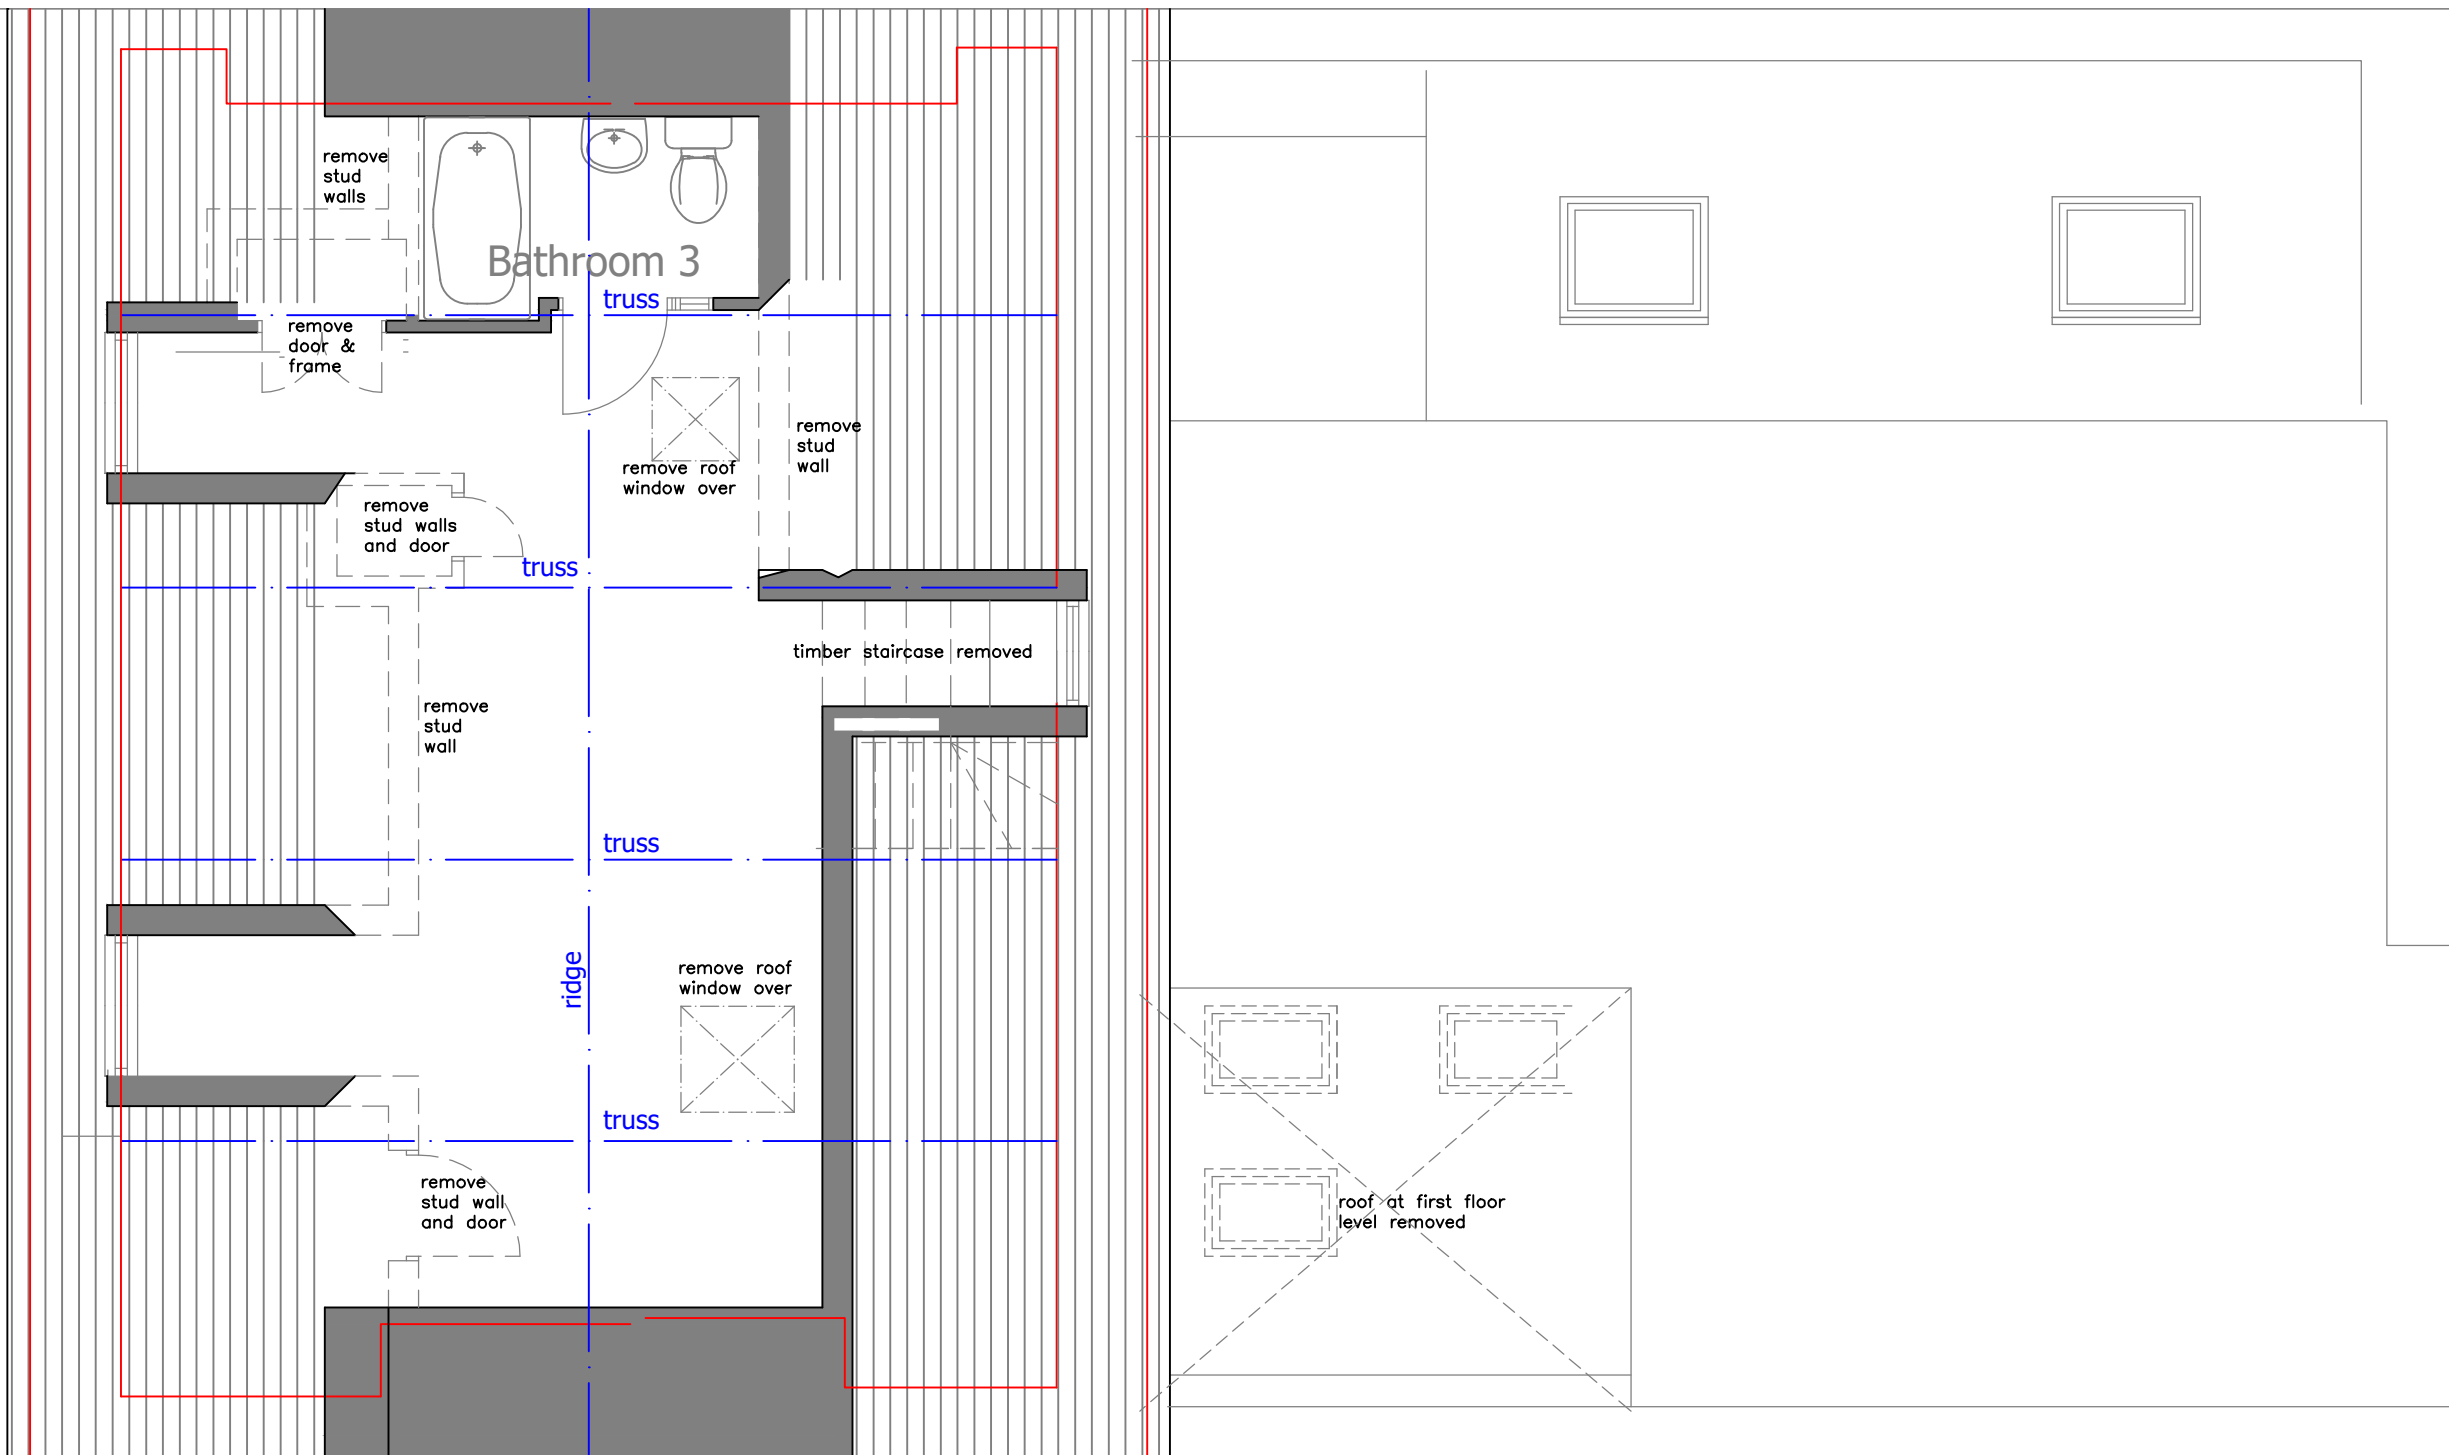 remove
stud
walls
Bathroom 3
truss
remove
door &
frame
remove roof
window over
remove
stud
wall
remove
stud walls
and door
truss
timber staircase removed
remove
stud
wall
truss
ridge
remove roof
window over
truss
remove
stud wall
and door
roof at first floor
level removed